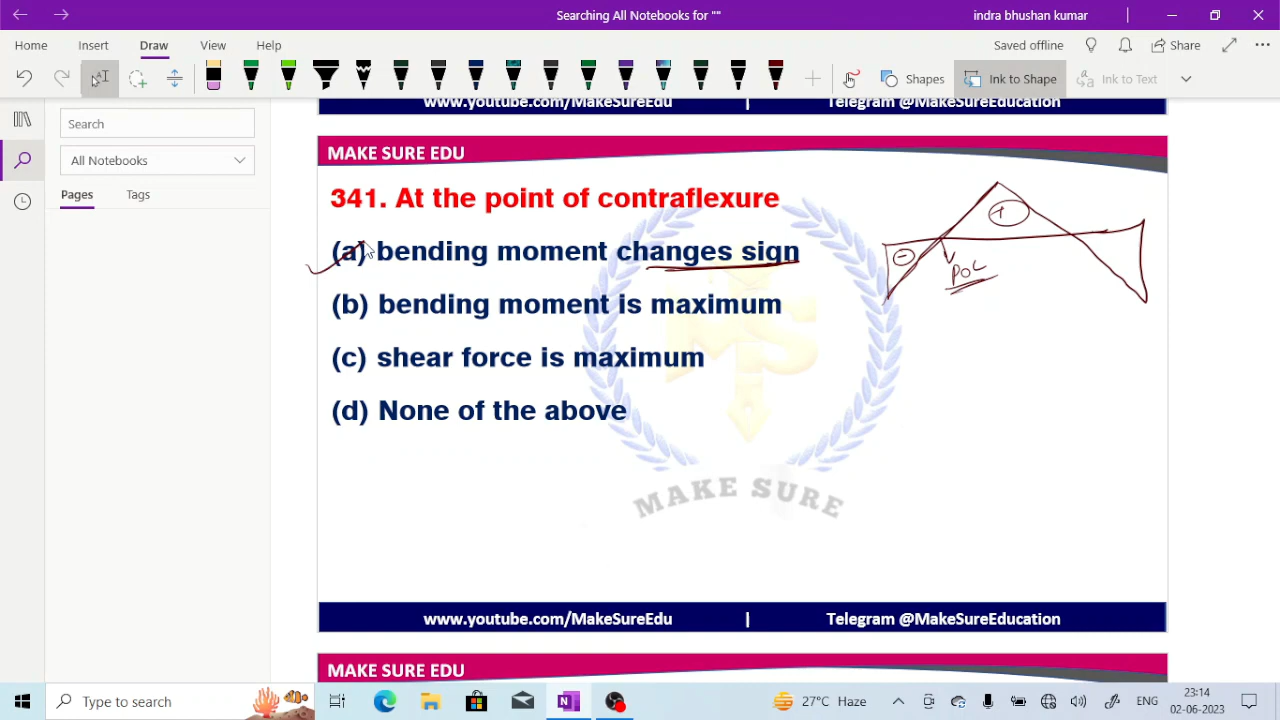 Searching All Notebooks for ""
indra bhushan kumar
Home
Insert
Draw
View
Help
Saved offline
Share
Shapes
Ink to Shape
Ink to Text
www.youtube.com/MakeSureEdu | Telegram @MakeSureEducation
Search
All Notebooks
Pages
Tags
MAKE SURE EDU
341. At the point of contraflexure
(a) bending moment changes sign
(b) bending moment is maximum
(c) shear force is maximum
(d) None of the above
+
−
POC
MAKE SURE
www.youtube.com/MakeSureEdu | Telegram @MakeSureEducation
MAKE SURE EDU
Type to search
27°C Haze
ENG
23:14
02-06-2023